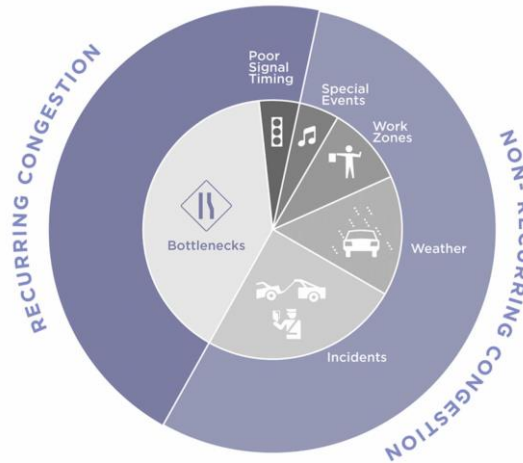 RECURRING CONGESTION
Poor
Signal
Timing
Special
Events
Work
Zones
NON- RECURRING CONGESTION
Bottlenecks
Weather
Incidents